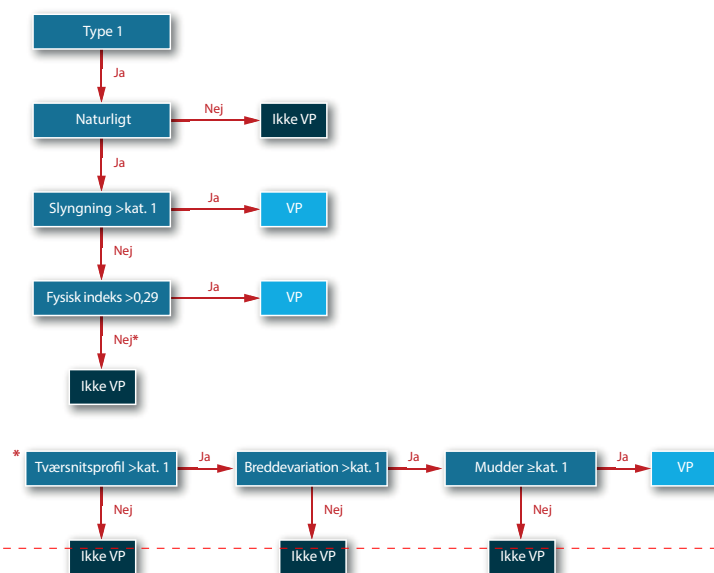 Type 1
Ja
Naturligt
Nej
Ikke VP
Ja
Slyngning >kat. 1
Ja
VP
Nej
Fysisk indeks >0,29
Ja
VP
Nej*
Ikke VP
*
Tværsnitsprofil >kat. 1
Ja
Breddevariation >kat. 1
Ja
Mudder ≥kat. 1
Ja
VP
Nej
Nej
Nej
Ikke VP
Ikke VP
Ikke VP